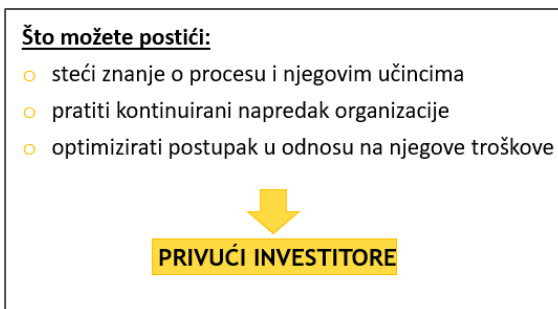 Što možete postići:
o steći znanje o procesu i njegovim učincima
o pratiti kontinuirani napredak organizacije
o optimizirati postupak u odnosu na njegove troškove
PRIVUĆI INVESTITORE